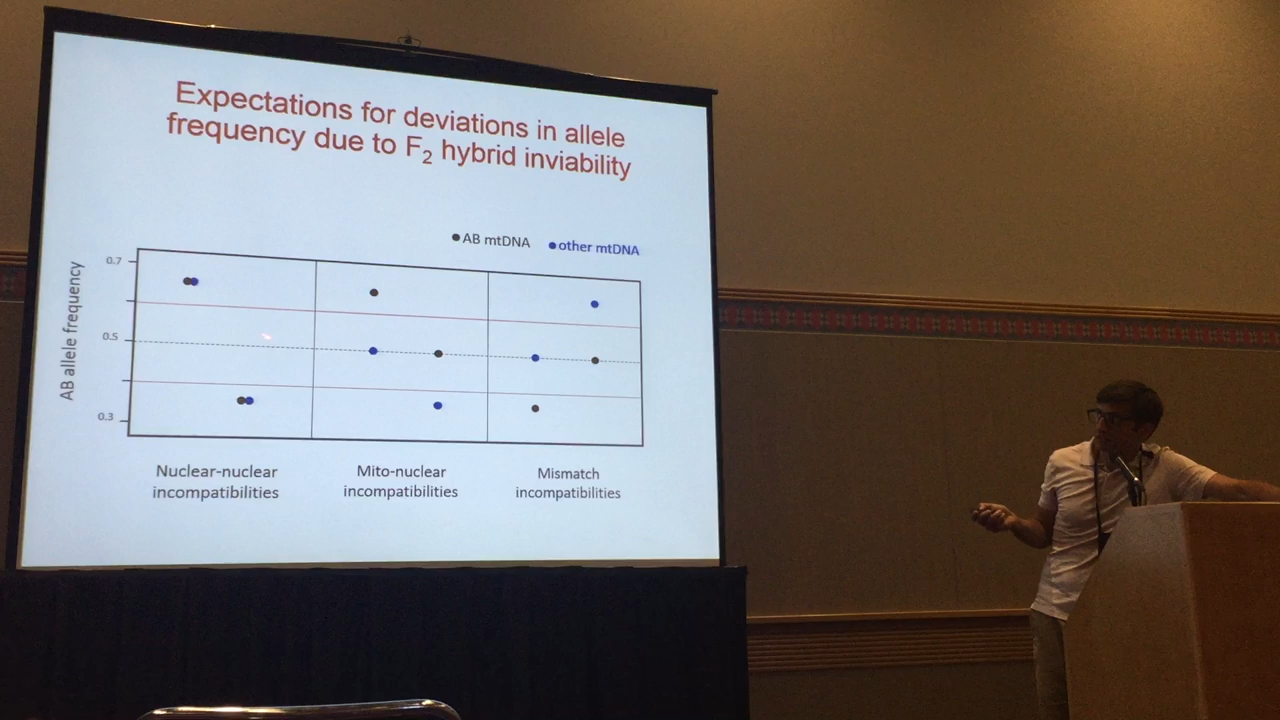 Expectations for deviations in allele
frequency due to F₂ hybrid inviability
AB mtDNA other mtDNA
AB allele frequency
0.7
0.5
0.3
Nuclear-nuclear
incompatibilities
Mito-nuclear
incompatibilities
Mismatch
incompatibilities